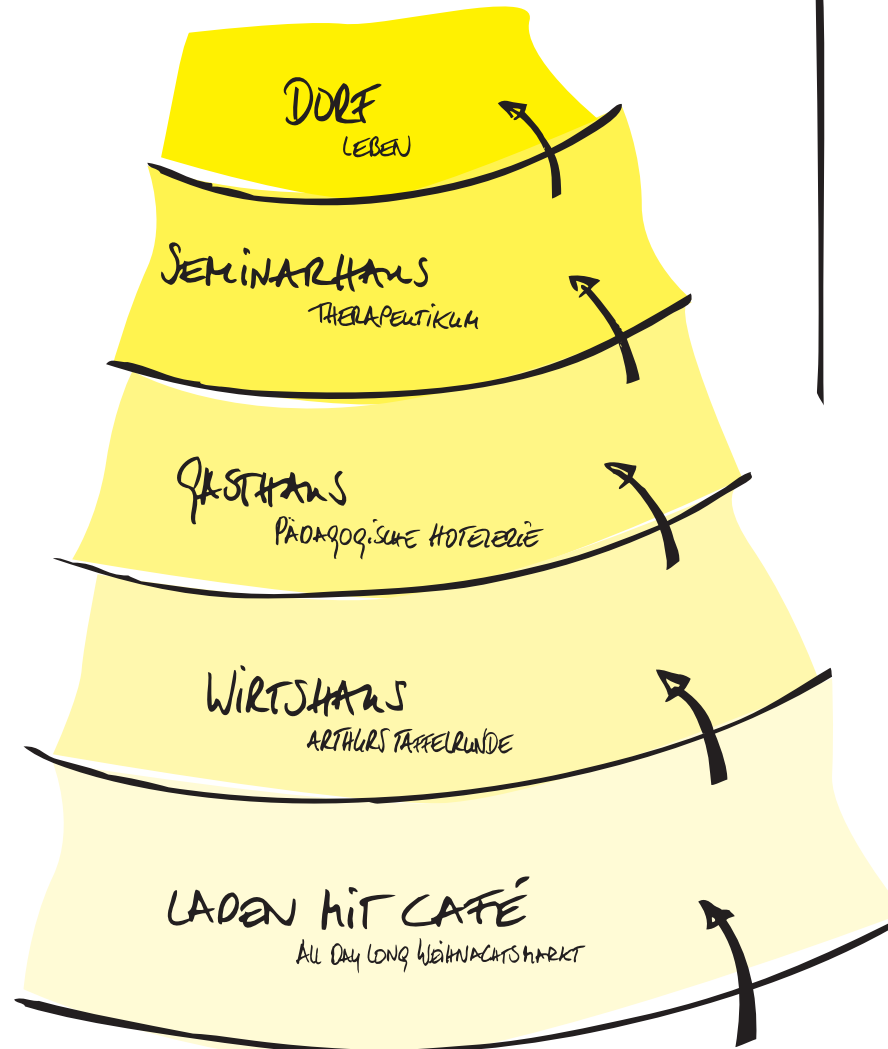 DORF
LEBEN
SEMINARHAUS
THERAPEUTIKUM
GASTHAUS
PÄDAGOGISCHE HOTELERIE
WIRTSHAUS
ARTHURS TAFFELRUNDE
LADEN MIT CAFÉ
ALL DAY LONG WEIHNACHTSMARKT